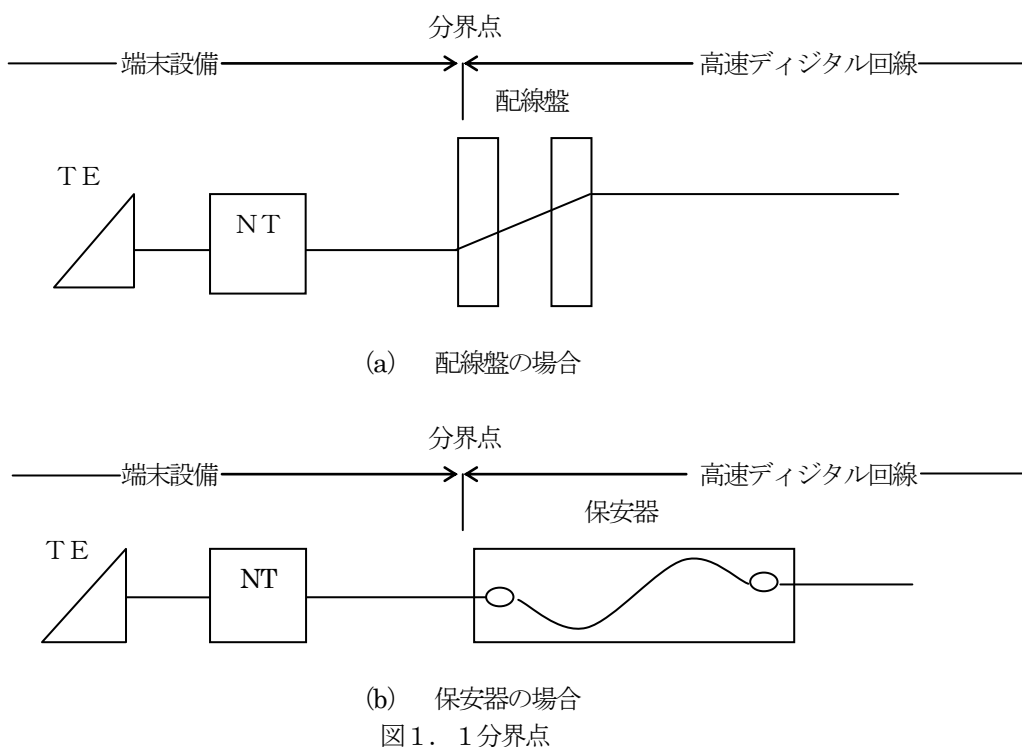 分界点
端末設備 高速ディジタル回線
配線盤
ＴＥ
ＮＴ
(a) 配線盤の場合
分界点
端末設備 高速ディジタル回線
保安器
ＴＥ
NT
(b) 保安器の場合
図１．１分界点